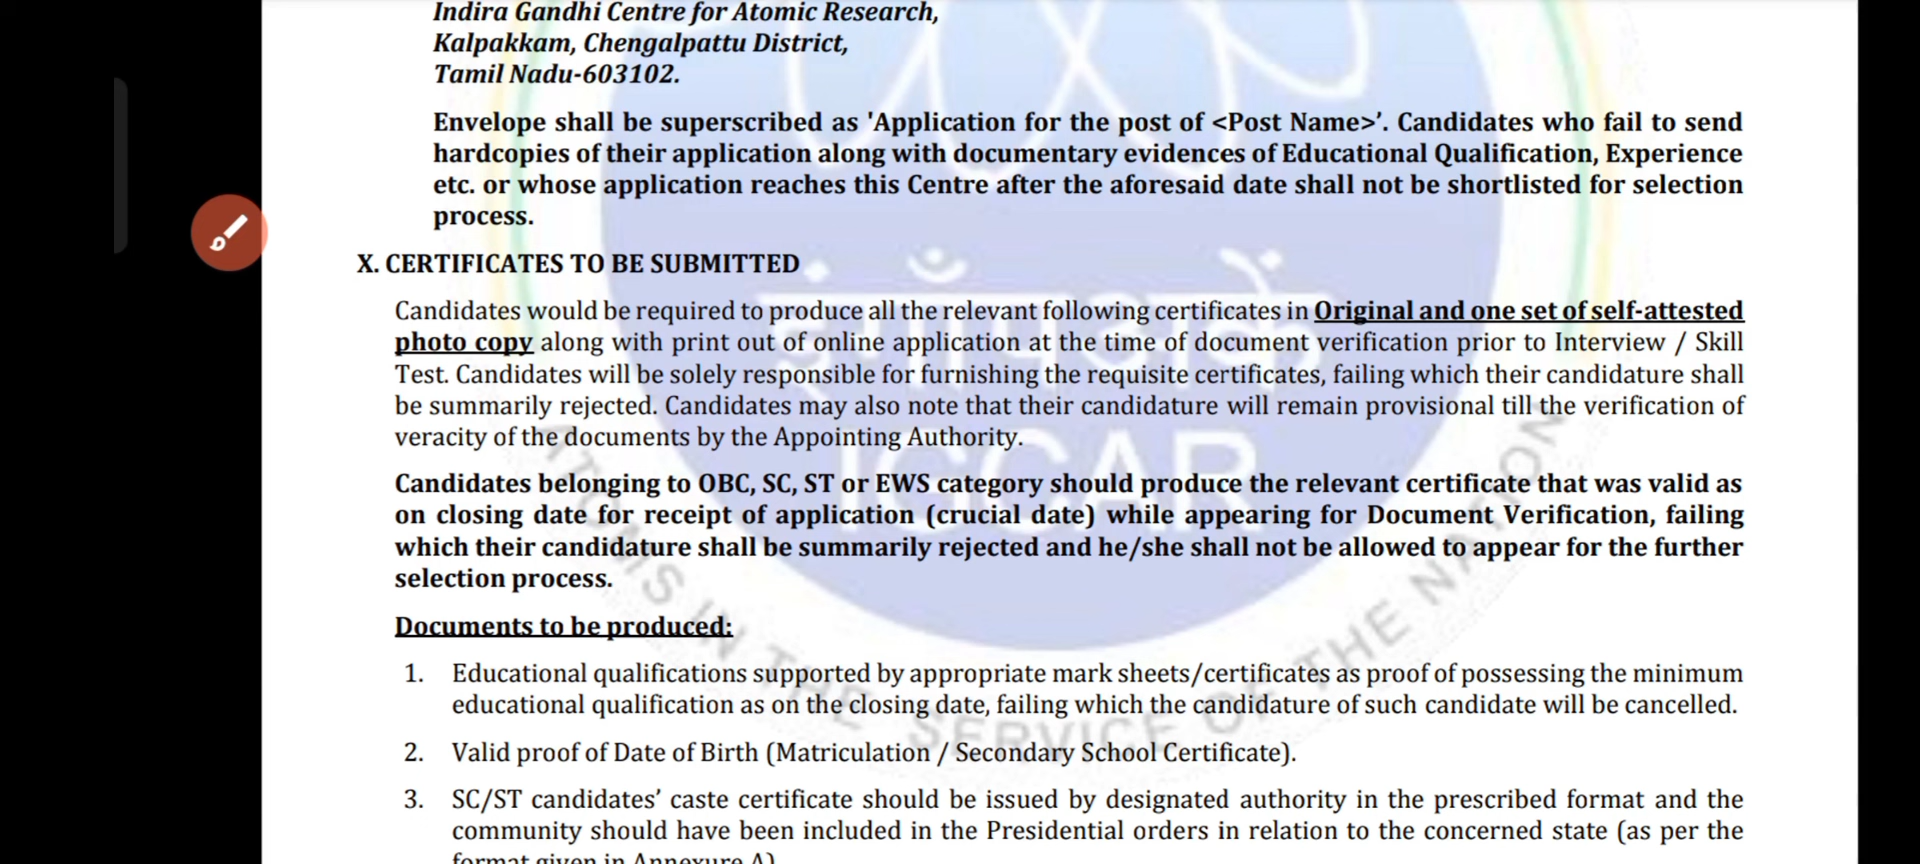 Indira Gandhi Centre for Atomic Research,
Kalpakkam, Chengalpattu District,
Tamil Nadu-603102.
Envelope shall be superscribed as 'Application for the post of <Post Name>’. Candidates who fail to send
hardcopies of their application along with documentary evidences of Educational Qualification, Experience
etc. or whose application reaches this Centre after the aforesaid date shall not be shortlisted for selection
process.
X. CERTIFICATES TO BE SUBMITTED
Candidates would be required to produce all the relevant following certificates in Original and one set of self-attested
photo copy along with print out of online application at the time of document verification prior to Interview / Skill
Test. Candidates will be solely responsible for furnishing the requisite certificates, failing which their candidature shall
be summarily rejected. Candidates may also note that their candidature will remain provisional till the verification of
veracity of the documents by the Appointing Authority.
Candidates belonging to OBC, SC, ST or EWS category should produce the relevant certificate that was valid as
on closing date for receipt of application (crucial date) while appearing for Document Verification, failing
which their candidature shall be summarily rejected and he/she shall not be allowed to appear for the further
selection process.
Documents to be produced:
1. Educational qualifications supported by appropriate mark sheets/certificates as proof of possessing the minimum
educational qualification as on the closing date, failing which the candidature of such candidate will be cancelled.
2. Valid proof of Date of Birth (Matriculation / Secondary School Certificate).
3. SC/ST candidates’ caste certificate should be issued by designated authority in the prescribed format and the
community should have been included in the Presidential orders in relation to the concerned state (as per the
format given in Annexure A)
इंगांपअकें
IGCAR
ATOMS IN THE SERVICE OF THE NATION